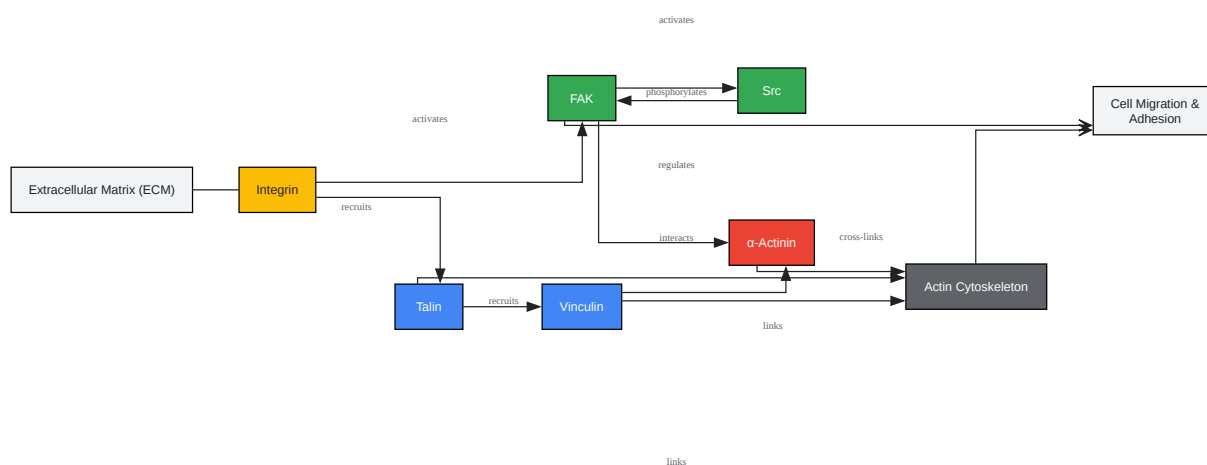 activates
FAK
phosphorylates
Src
Cell Migration &
Adhesion
activates
regulates
Extracellular Matrix (ECM)
Integrin
recruits
interacts
α-Actinin
cross-links
Actin Cytoskeleton
Talin
recruits
Vinculin
links
links